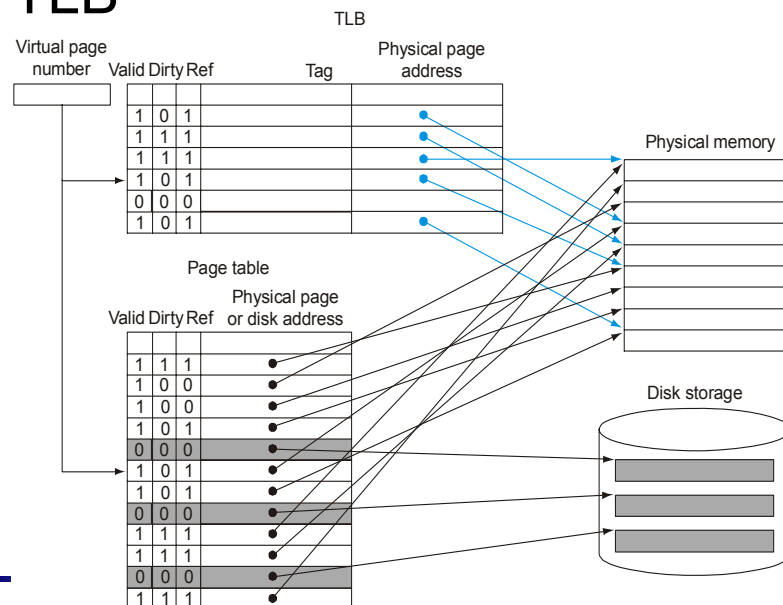 TLB
TLB
Virtual page
number
Valid Dirty Ref Tag
Physical page
address
1 0 1
1 1 1
1 1 1
1 0 1
0 0 0
1 0 1
Physical memory
Page table
Valid Dirty Ref
Physical page
or disk address
1 1 1
1 0 0
1 0 0
1 0 1
0 0 0
1 0 1
1 0 1
0 0 0
1 1 1
1 1 1
0 0 0
1 1 1
Disk storage